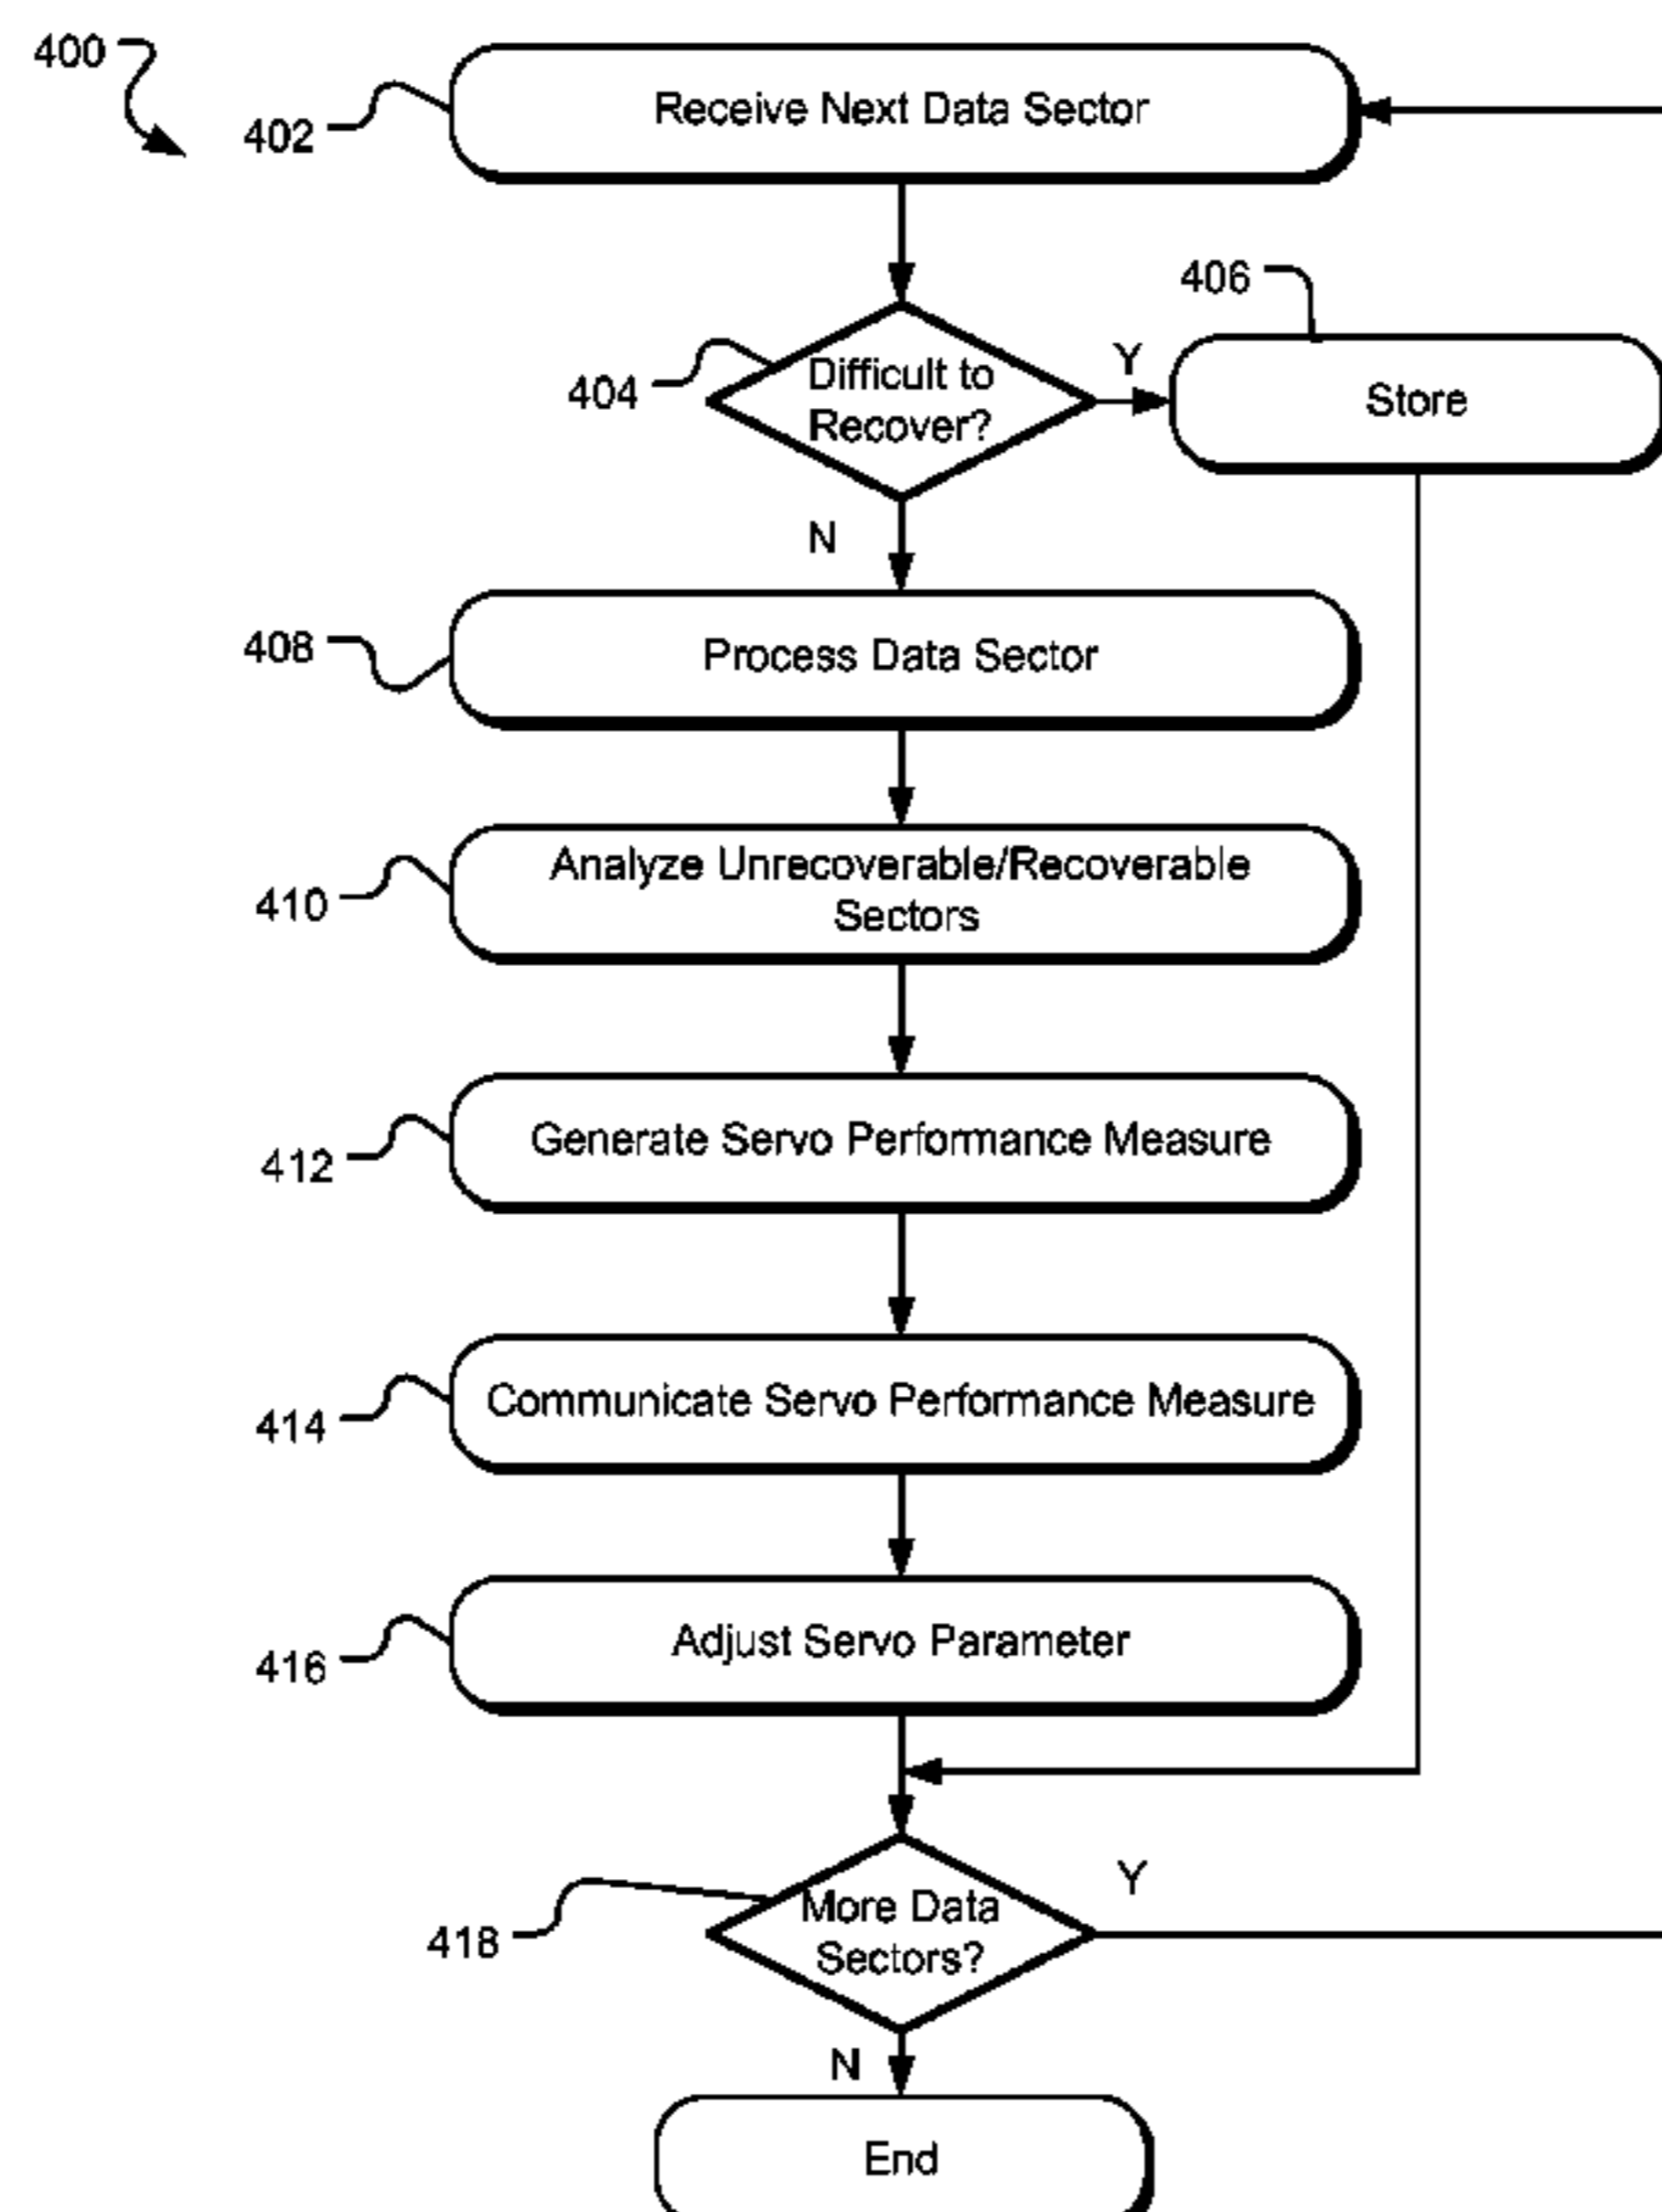 400
402
Receive Next Data Sector
406
404
Difficult to
Recover?
Y
Store
N
408
Process Data Sector
410
Analyze Unrecoverable/Recoverable
Sectors
412
Generate Servo Performance Measure
414
Communicate Servo Performance Measure
416
Adjust Servo Parameter
418
More Data
Sectors?
Y
N
End